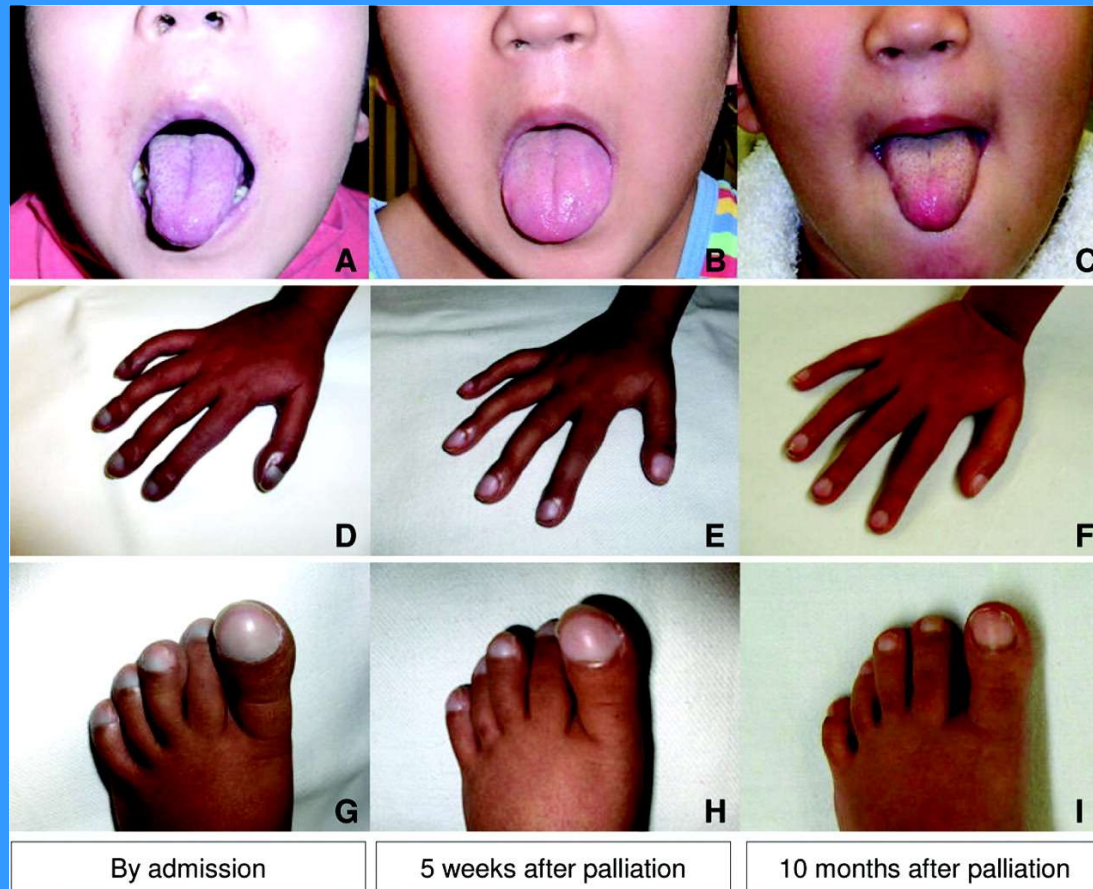 A
B
C
D
E
F
G
H
I
By admission
5 weeks after palliation
10 months after palliation